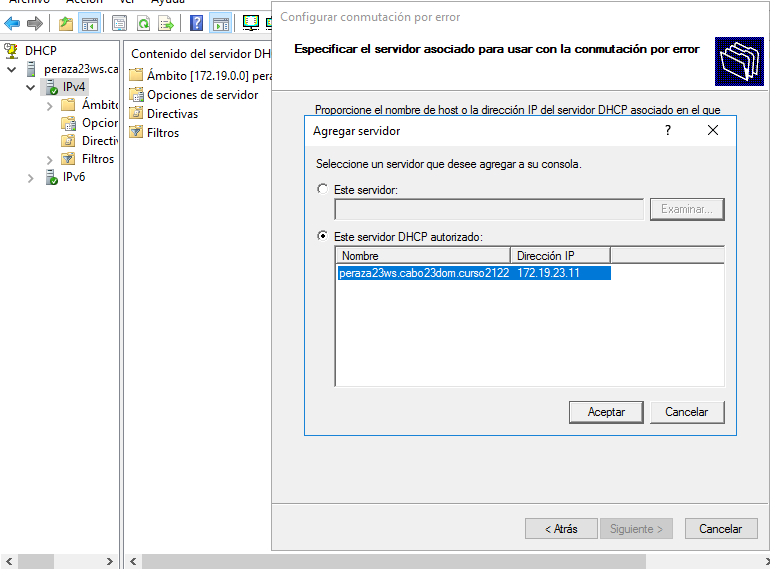 Archivo Acción Ver Ayuda
DHCP
peraza23ws.ca
IPv4
Ámbito
Opcion
Directiv
Filtros
IPv6
Contenido del servidor DH
Ámbito [172.19.0.0] pera
Opciones de servidor
Directivas
Filtros
Configurar conmutación por error
Especificar el servidor asociado para usar con la conmutación por error
Proporcione el nombre de host o la dirección IP del servidor DHCP asociado en el que
Agregar servidor
?
Seleccione un servidor que desee agregar a su consola.
Este servidor:
Examinar...
Este servidor DHCP autorizado:
Nombre Dirección IP
peraza23ws.cabo23dom.curso2122 172.19.23.11
Aceptar Cancelar
< Atrás Siguiente > Cancelar